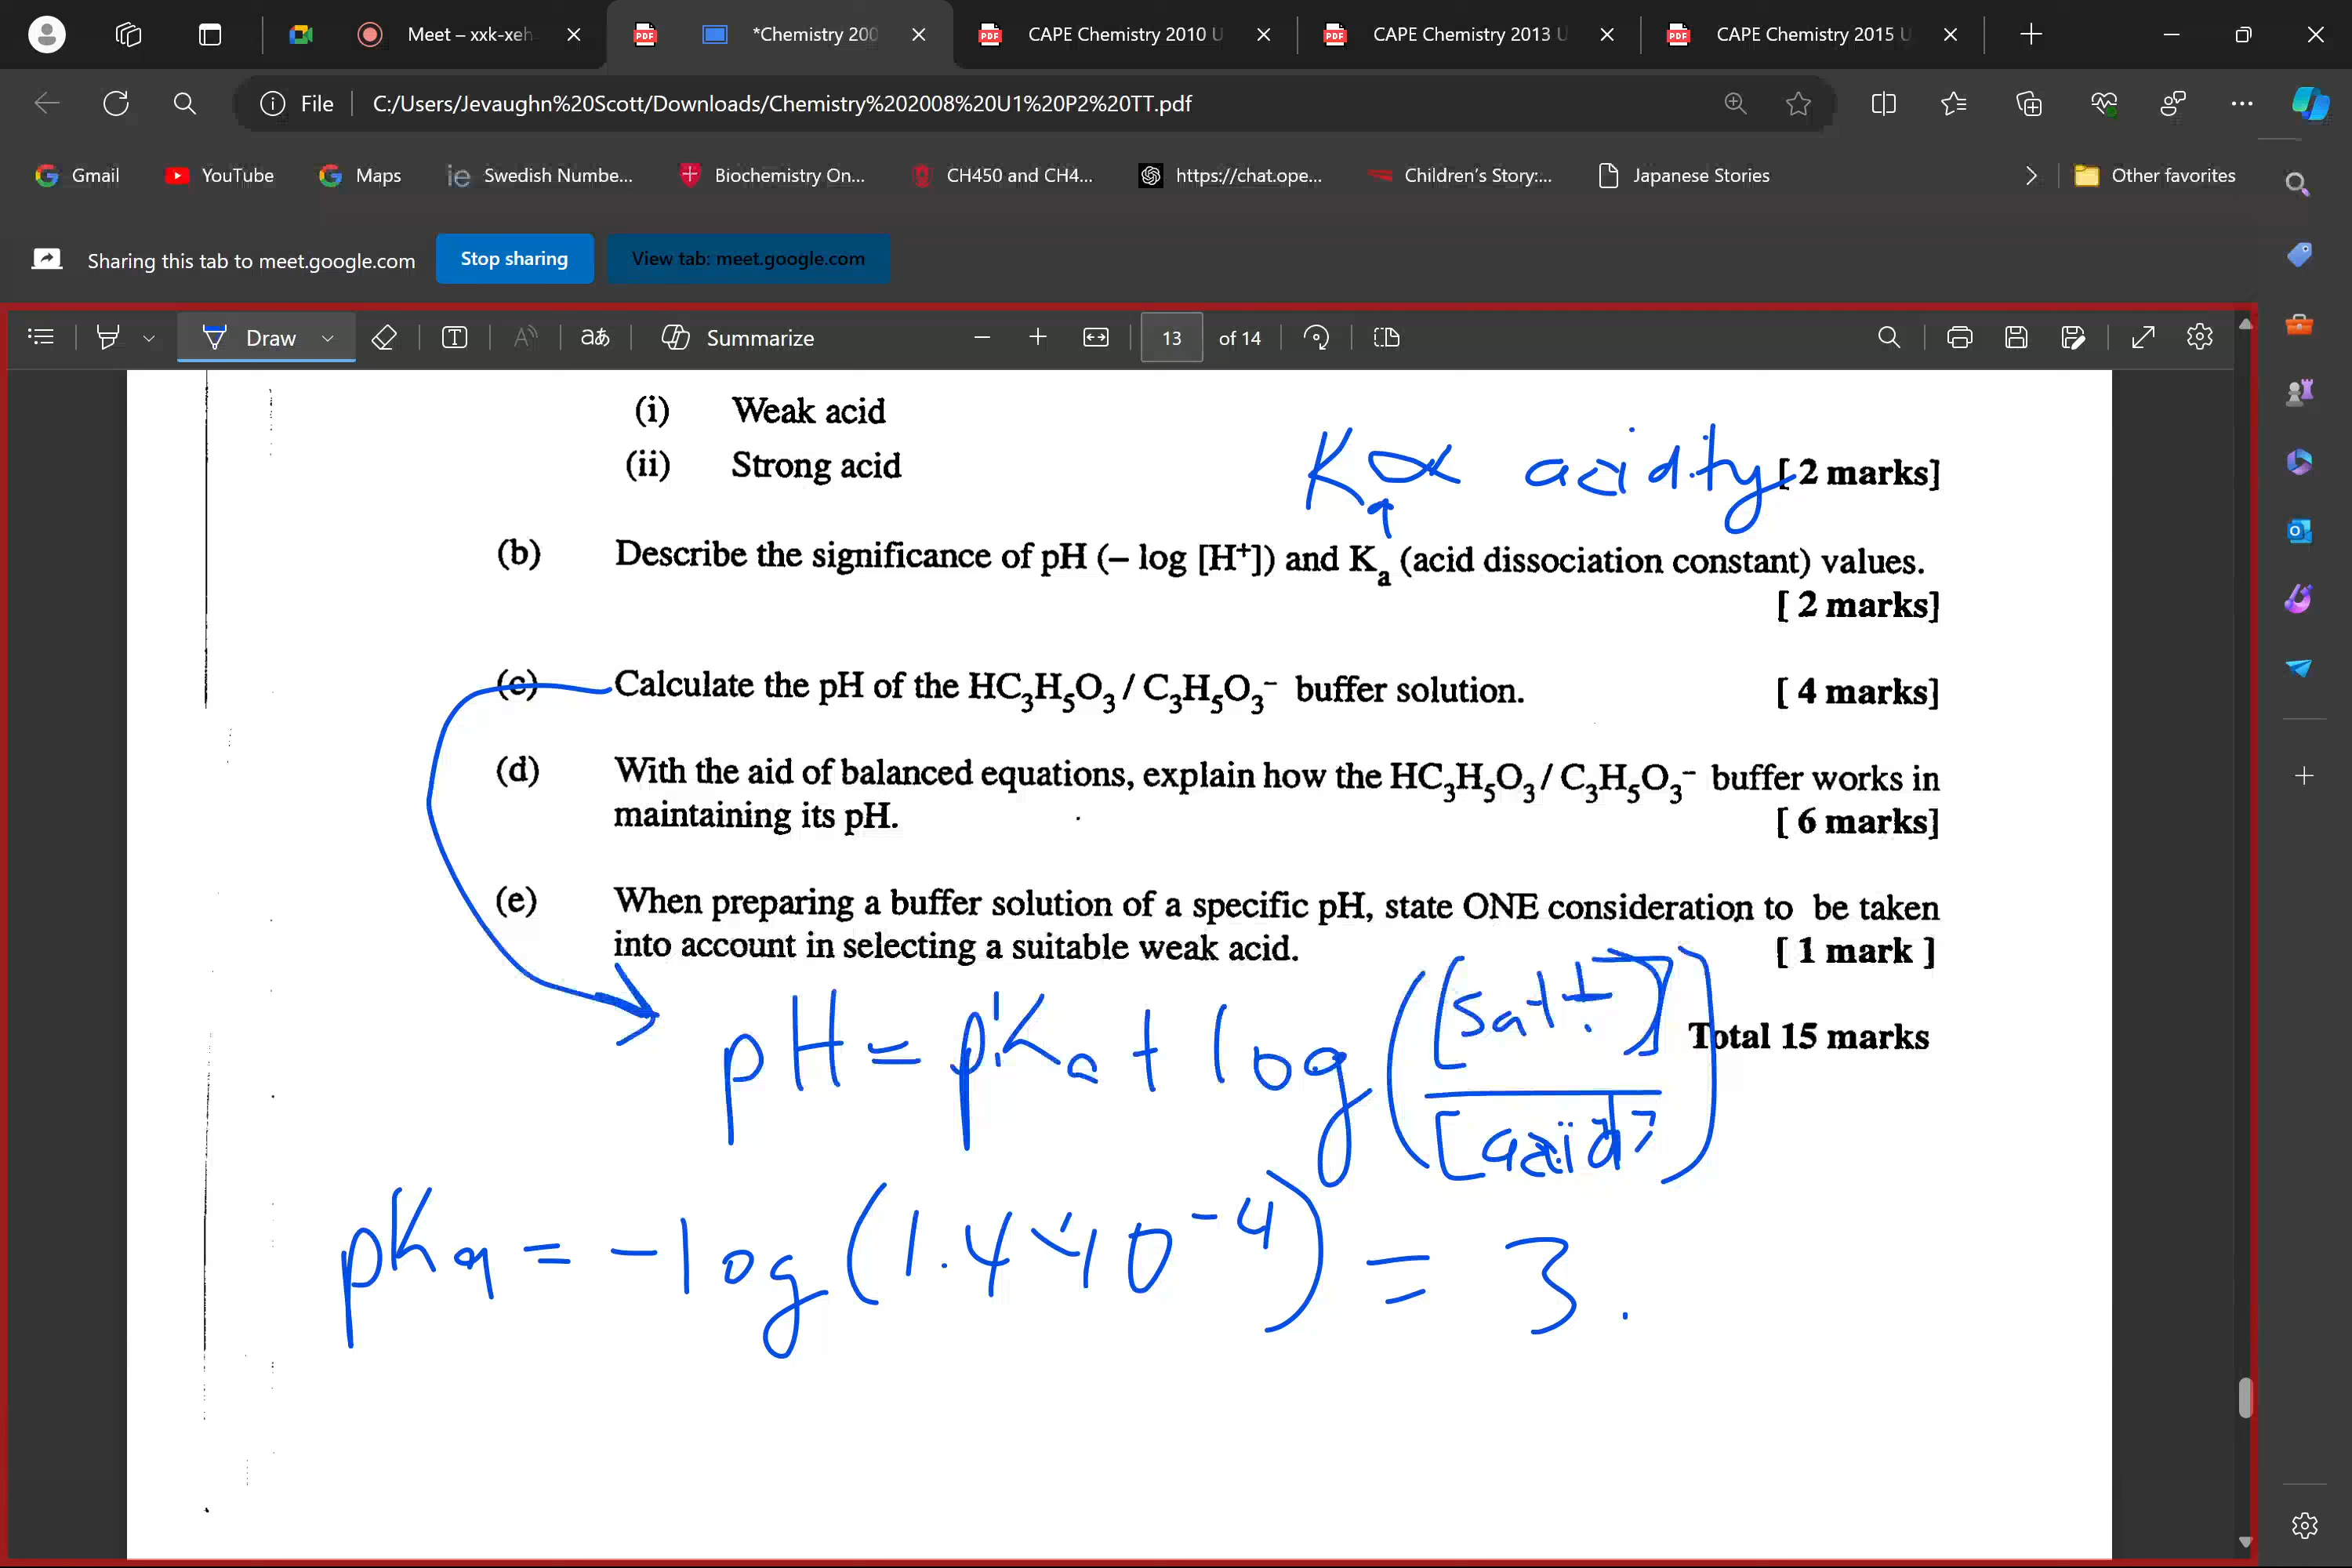 Meet – xxk-xeh
*Chemistry 200
CAPE Chemistry 2010 U
CAPE Chemistry 2013 U
CAPE Chemistry 2015 U
File
C:/Users/Jevaughn%20Scott/Downloads/Chemistry%202008%20U1%20P2%20TT.pdf
Gmail
YouTube
Maps
Swedish Numbe...
Biochemistry On...
CH450 and CH4...
https://chat.ope...
Children's Story:...
Japanese Stories
Other favorites
Sharing this tab to meet.google.com
Stop sharing
View tab: meet.google.com
Draw
Summarize
13 of 14
(i) Weak acid
(ii) Strong acid
Kₐ ∝ acidity
[ 2 marks]
(b) Describe the significance of pH (– log [H⁺]) and Kₐ (acid dissociation constant) values.
[ 2 marks]
(c) Calculate the pH of the HC₃H₅O₃ / C₃H₅O₃⁻ buffer solution. [ 4 marks]
(d) With the aid of balanced equations, explain how the HC₃H₅O₃ / C₃H₅O₃⁻ buffer works in
maintaining its pH. [ 6 marks]
(e) When preparing a buffer solution of a specific pH, state ONE consideration to be taken
into account in selecting a suitable weak acid. [ 1 mark ]
Total 15 marks
pH = pKₐ + log ([salt]/[acid])
pKₐ = -log(1.4×10⁻⁴) = 3.